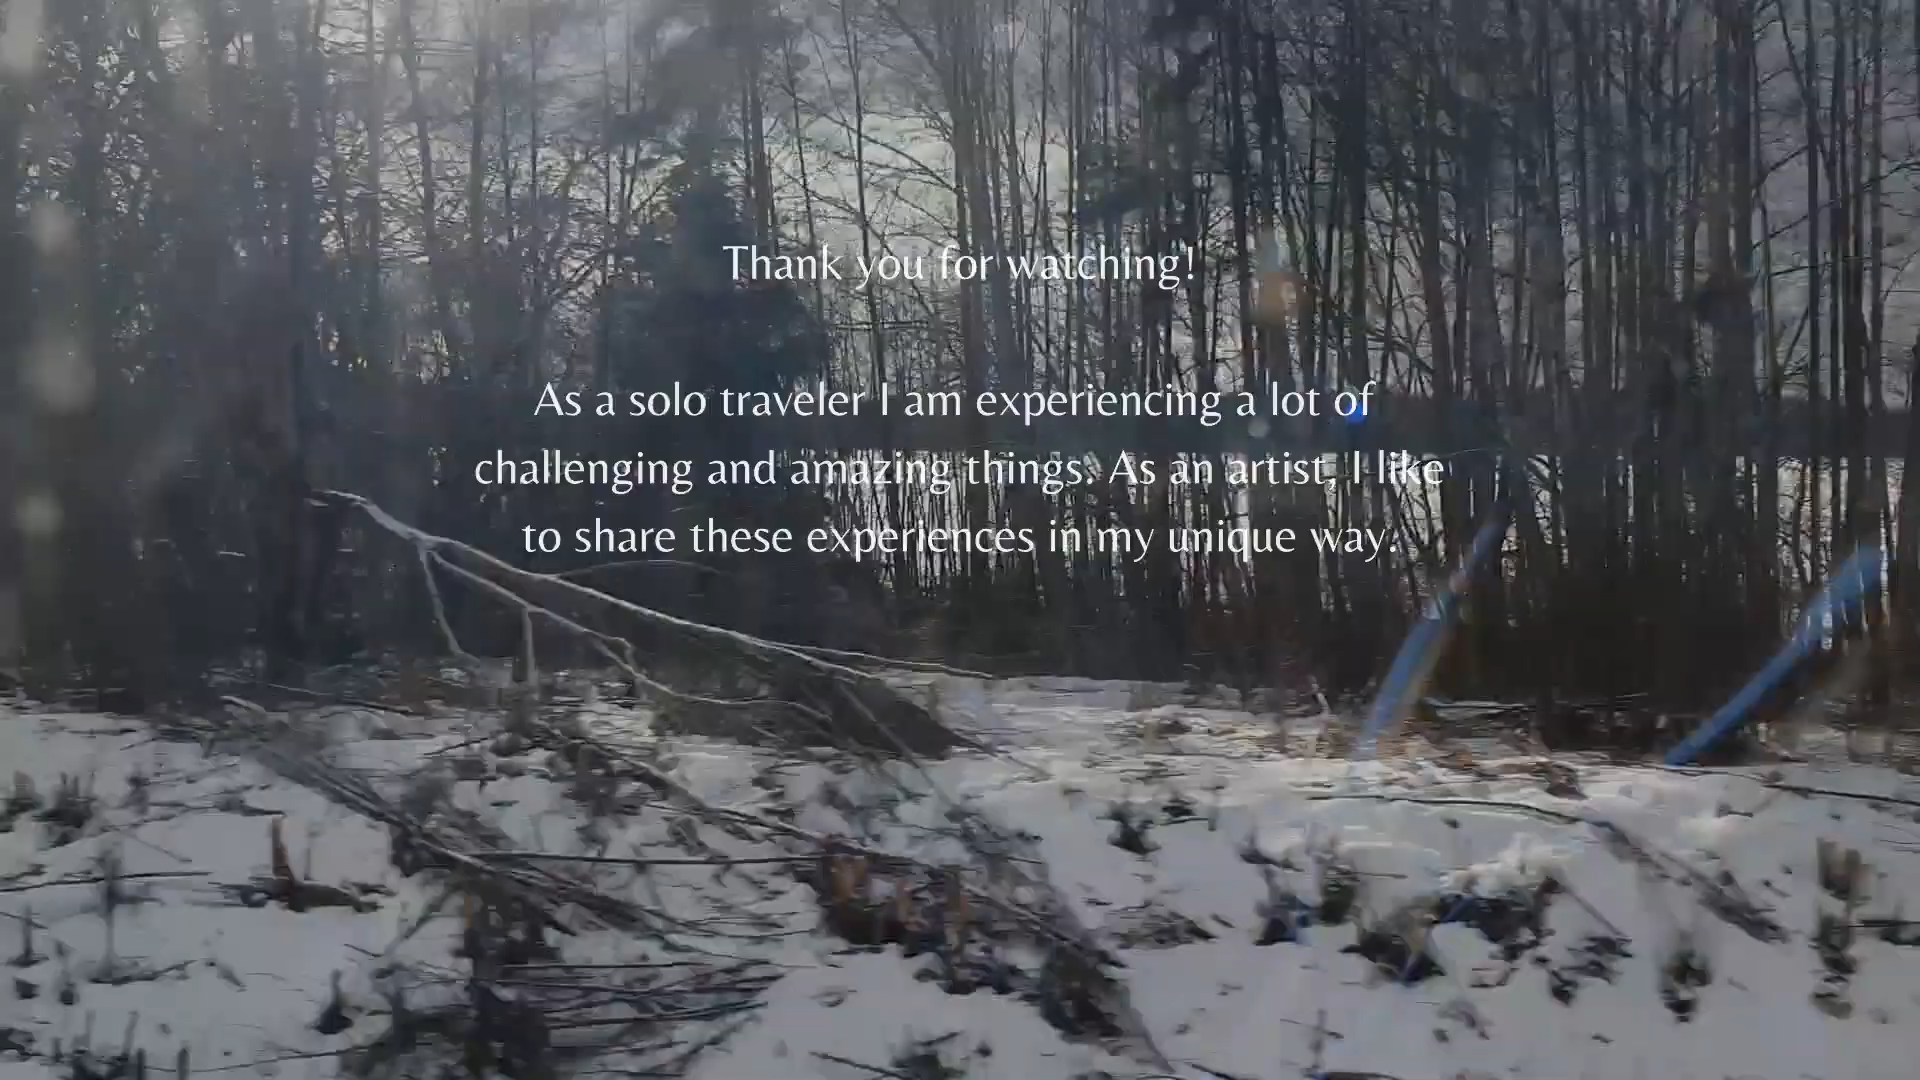 Thank you for watching!
As a solo traveler I am experiencing a lot of
challenging and amazing things. As an artist, I like
to share these experiences in my unique way.